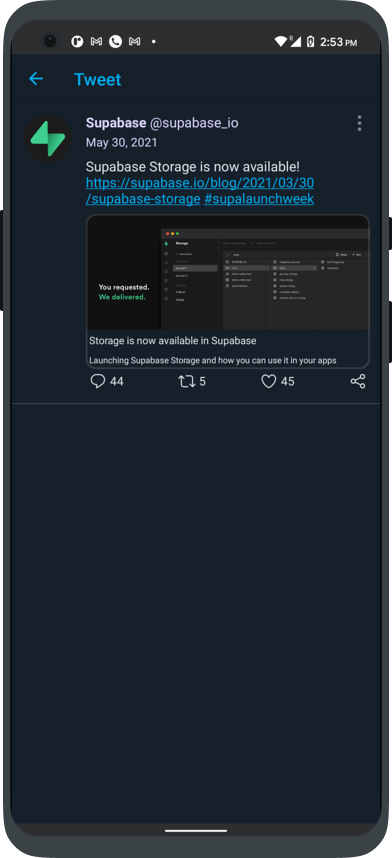 2:53 PM
Tweet
Supabase @supabase_io
May 30, 2021
Supabase Storage is now available!
https://supabase.io/blog/2021/03/30
/supabase-storage #supalaunchweek
Storage
You requested.
We delivered.
Storage is now available in Supabase
Launching Supabase Storage and how you can use it in your apps
44 5 45